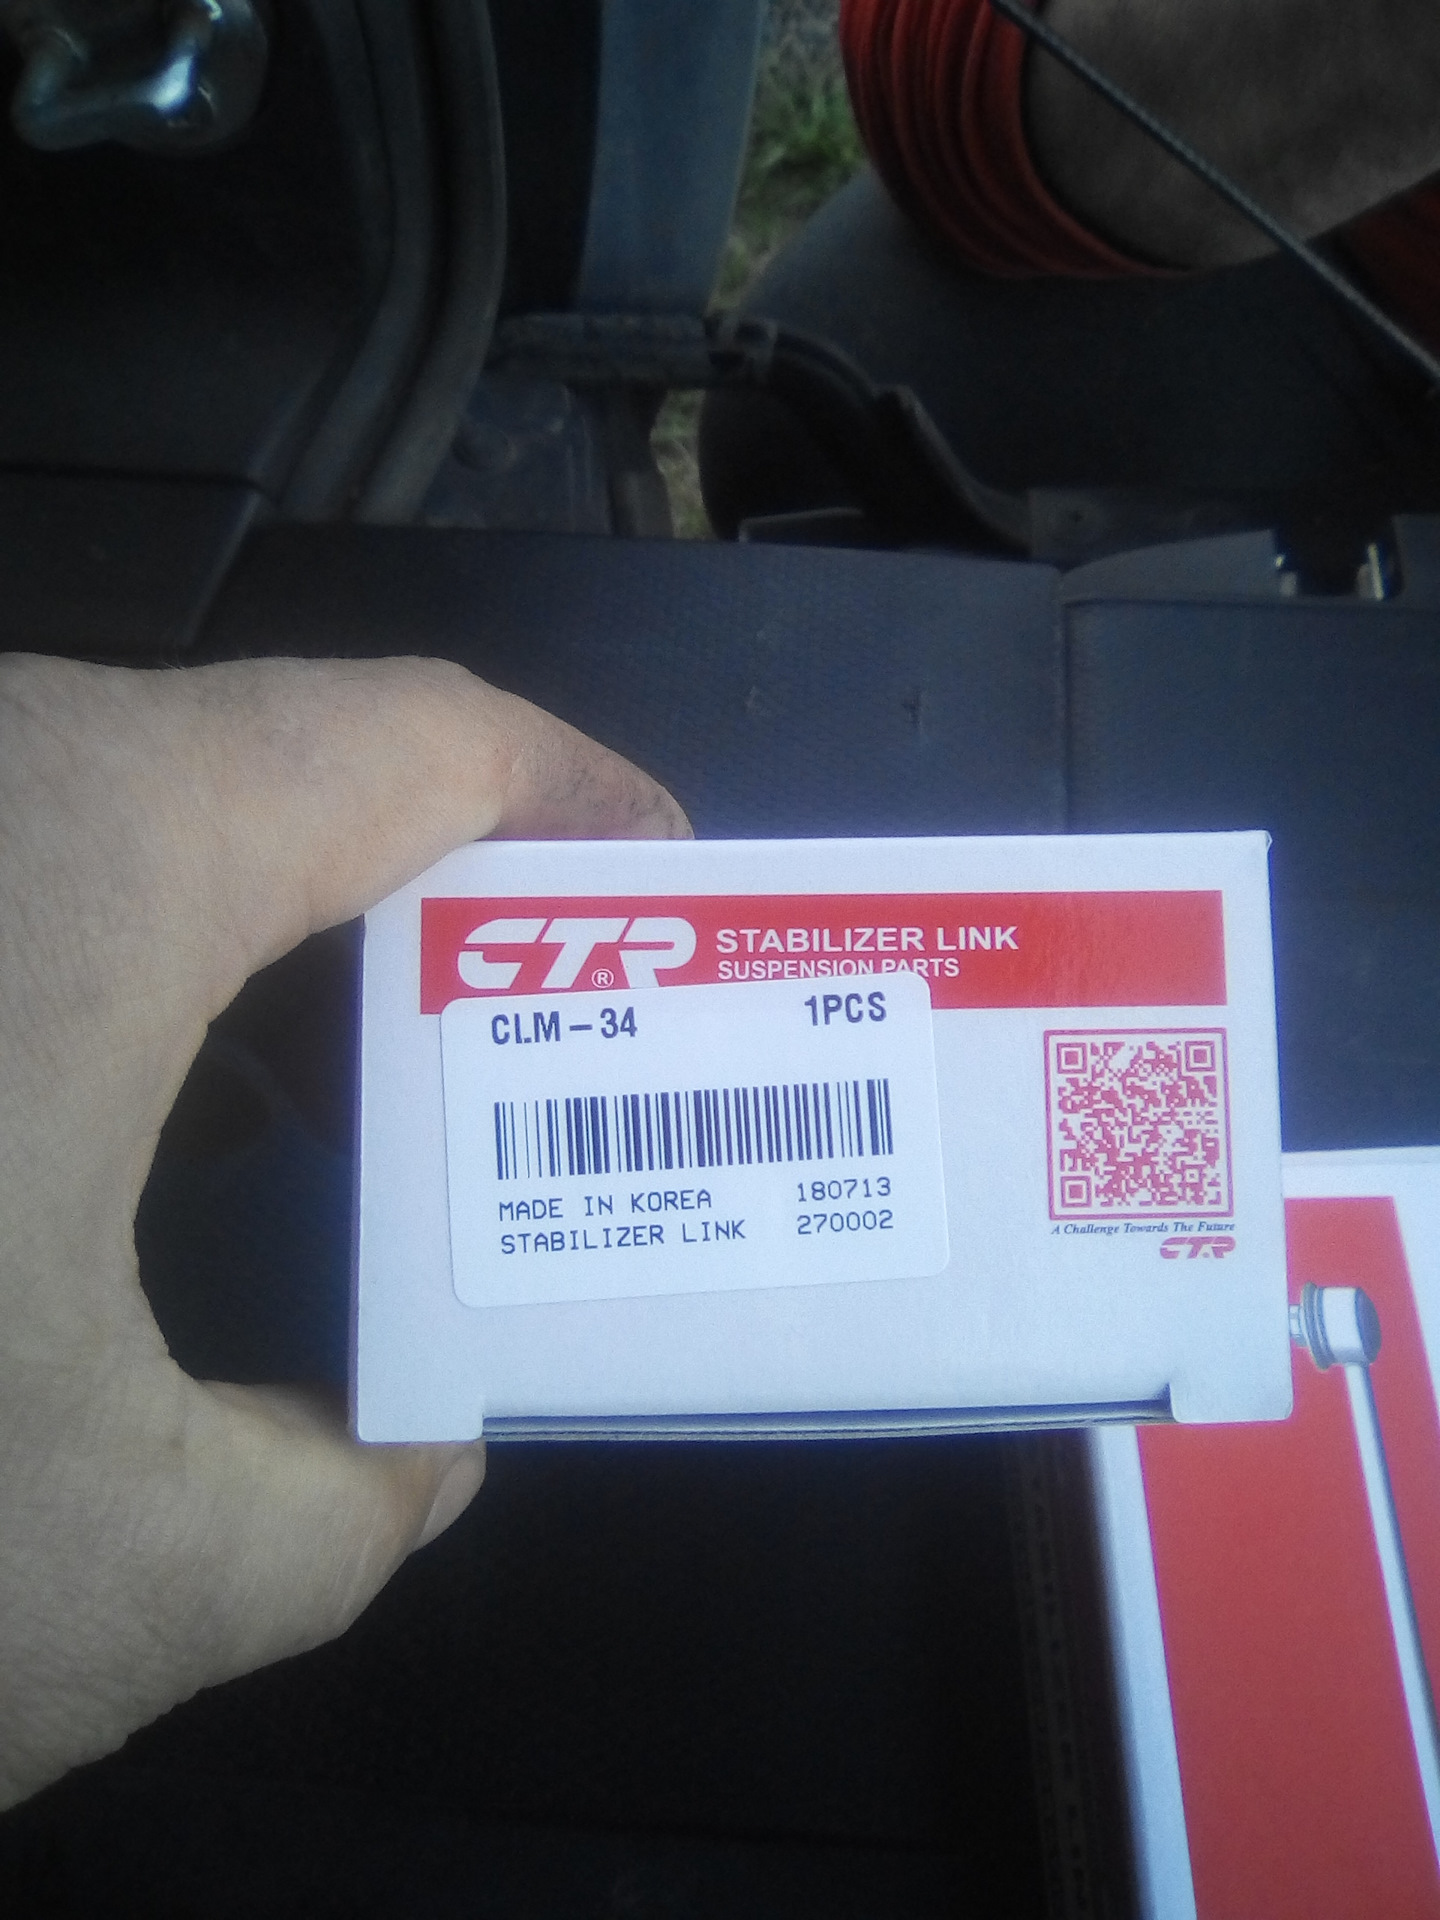 CTR® STABILIZER LINK
SUSPENSION PARTS
CLM-34 1PCS
MADE IN KOREA 180713
STABILIZER LINK 270002
A Challenge Towards The Future
CTR